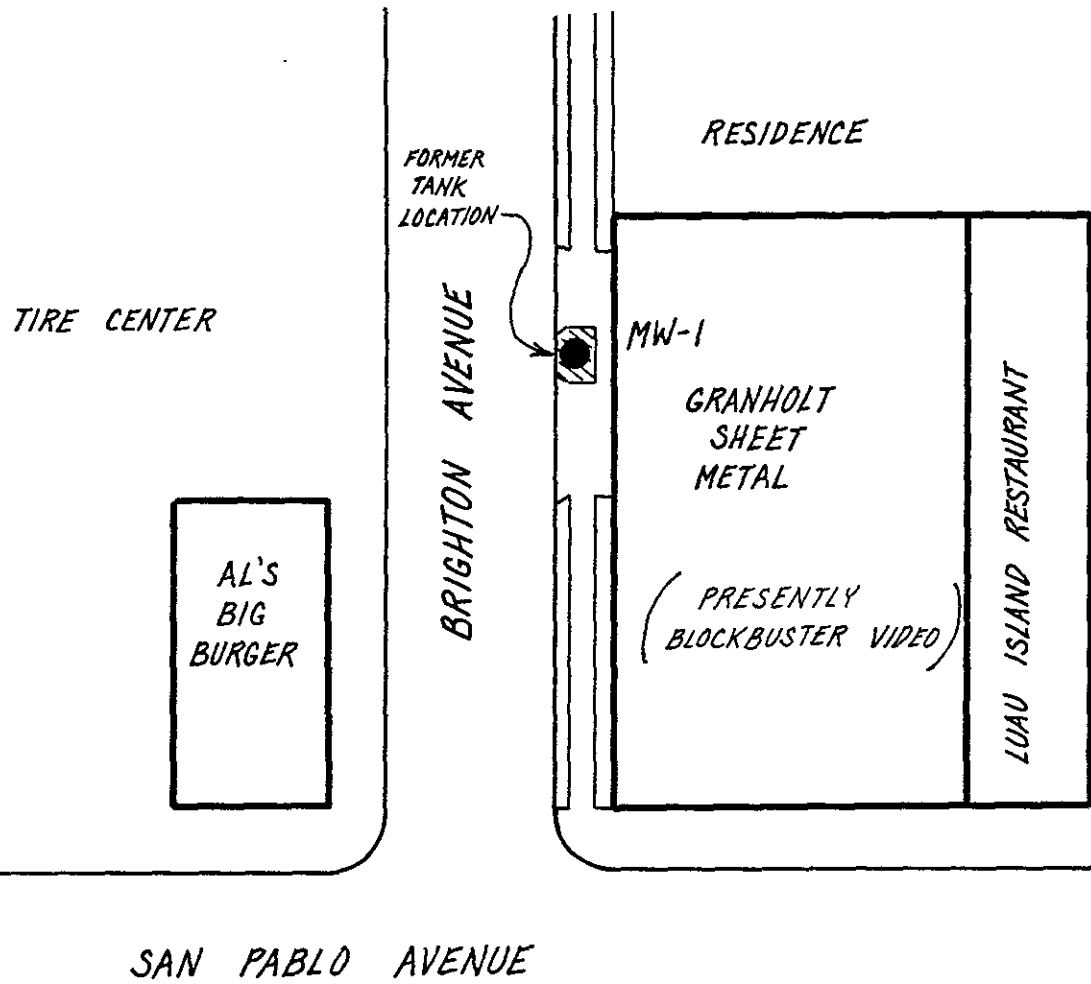 RESIDENCE
FORMER
TANK
LOCATION
TIRE CENTER
BRIGHTON AVENUE
MW-1
GRANHOLT
SHEET
METAL
(PRESENTLY
BLOCKBUSTER VIDEO)
LUAU ISLAND RESTAURANT
AL'S
BIG
BURGER
SAN PABLO AVENUE